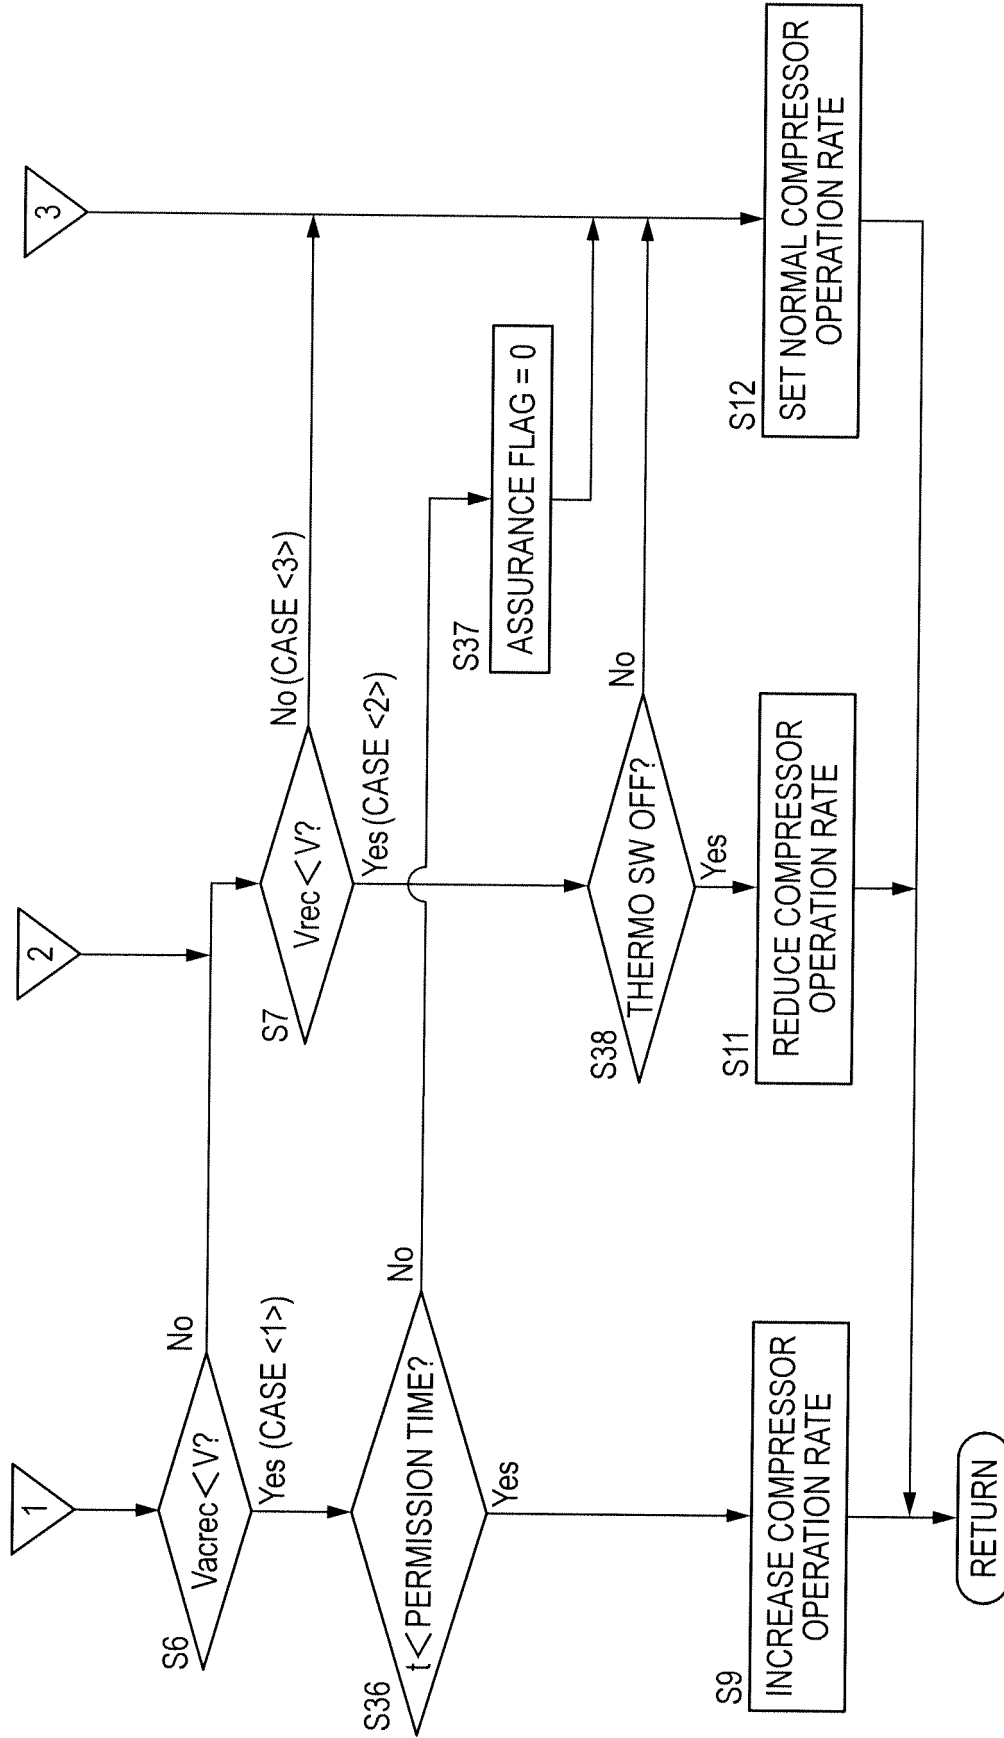 1
2
3
S6
Vacrec < V?
No
Yes (CASE <1>)
S7
Vrec < V?
No (CASE <3>)
Yes (CASE <2>)
S36
t < PERMISSION TIME?
No
Yes
S37
ASSURANCE FLAG = 0
S38
THERMO SW OFF?
No
Yes
S9
INCREASE COMPRESSOR
OPERATION RATE
S11
REDUCE COMPRESSOR
OPERATION RATE
S12
SET NORMAL COMPRESSOR
OPERATION RATE
RETURN